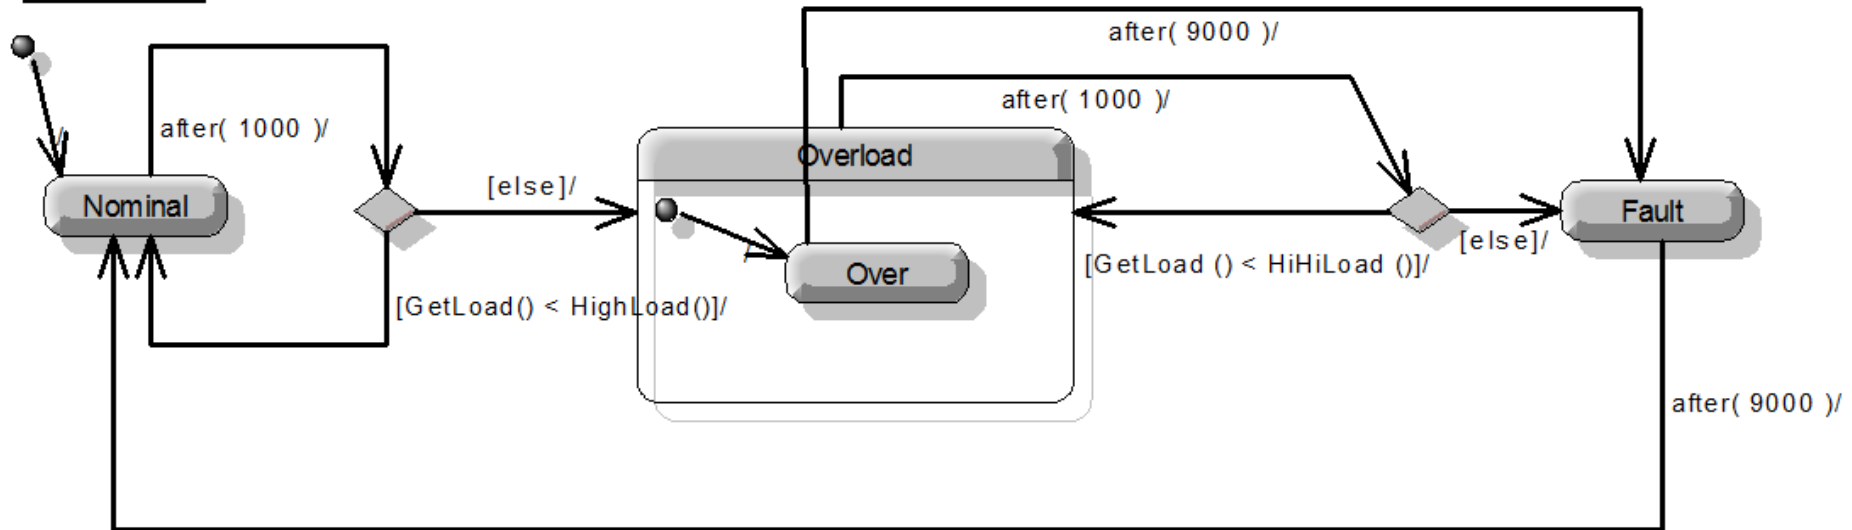 after( 9000 )/
after( 1000 )/
after( 1000 )/
/
Overload
Nominal
[else]/
Fault
[else]/
/
Over
[GetLoad () < HiHiLoad ()]/
[GetLoad() < HighLoad()]/
after( 9000 )/